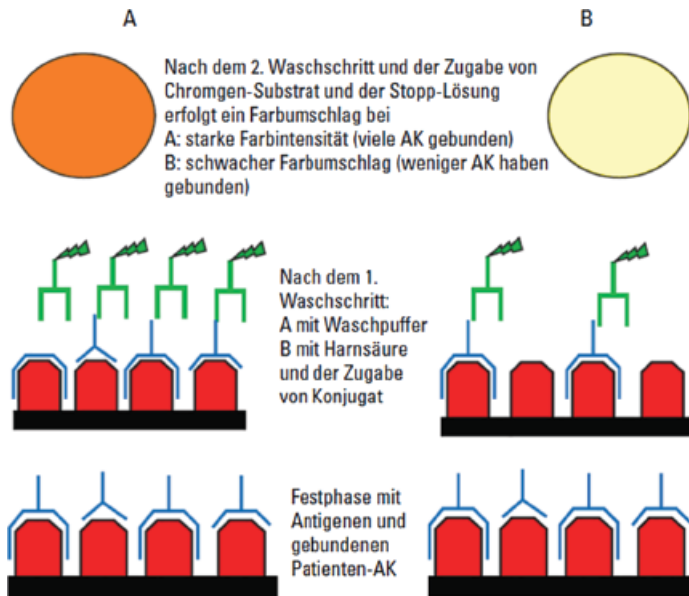 A
B
Nach dem 2. Waschschritt und der Zugabe von
Chromgen-Substrat und der Stopp-Lösung
erfolgt ein Farbumschlag bei
A: starke Farbintensität (viele AK gebunden)
B: schwacher Farbumschlag (weniger AK haben
gebunden)
Nach dem 1.
Waschschritt:
A mit Waschpuffer
B mit Harnsäure
und der Zugabe
von Konjugat
Festphase mit
Antigenen und
gebundenen
Patienten-AK